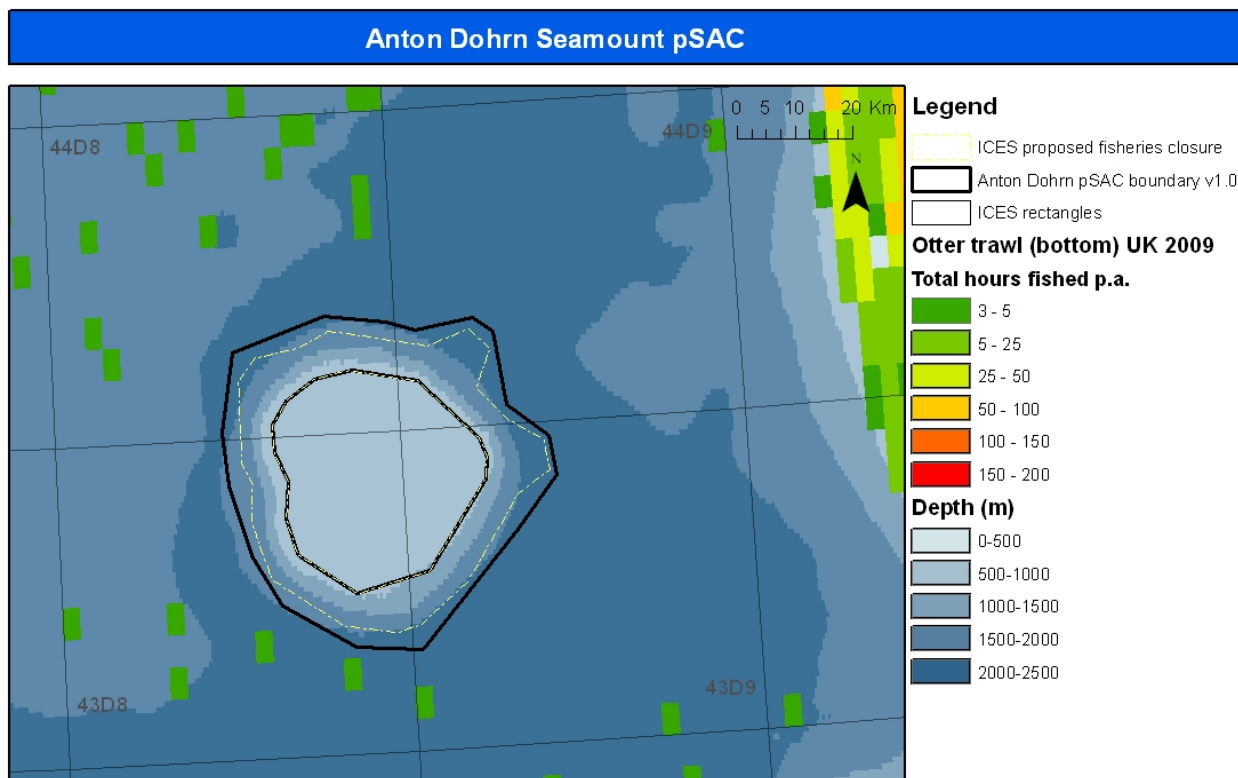 Anton Dohrn Seamount pSAC
0 5 10 20 Km
N
44D8
44D9
43D8
43D9
Legend
ICES proposed fisheries closure
Anton Dohrn pSAC boundary v1.0
ICES rectangles
Otter trawl (bottom) UK 2009
Total hours fished p.a.
3 - 5
5 - 25
25 - 50
50 - 100
100 - 150
150 - 200
Depth (m)
0-500
500-1000
1000-1500
1500-2000
2000-2500